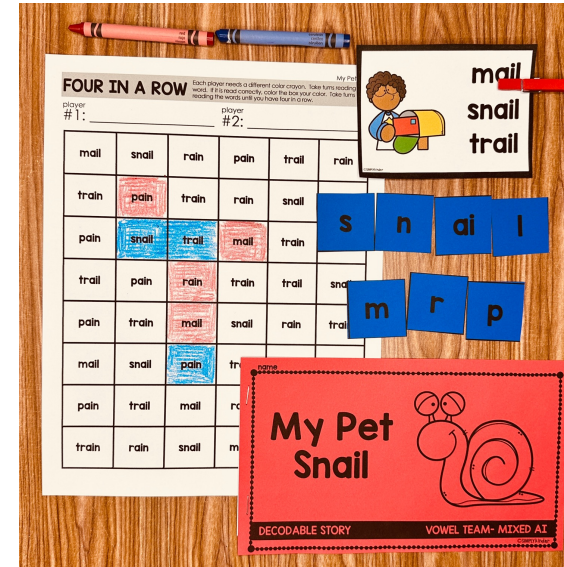 My Pet
FOUR IN A ROW
Each player needs a different color crayon. Take turns reading
word. If it is read correctly, color the box your color. Take turns
reading the words until you have four in a row.
player #1:
player #2:
mail snail rain pain trail rain
train pain train rain snail
pain snail trail mail train
trail pain rain train trail
pain train mail snail rain
mail snail pain
pain trail mail
train rain snail
mail
snail
trail
s n ai l
m r p
name
My Pet
Snail
DECODABLE STORY VOWEL TEAM- MIXED AI